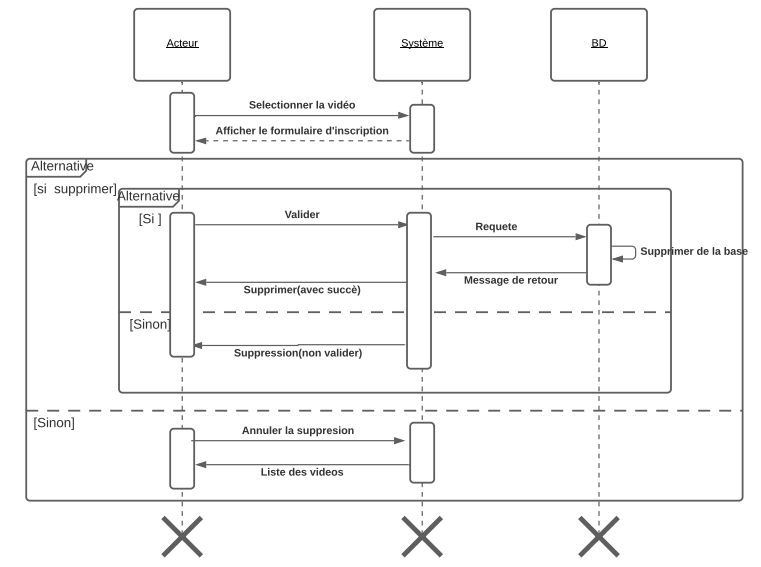 Acteur
Système
BD
Selectionner la vidéo
Afficher le formulaire d'inscription
Alternative
[si  supprimer]
Alternative
[Si ]
Valider
Requete
Supprimer de la base
Message de retour
Supprimer(avec succè)
[Sinon]
Suppression(non valider)
[Sinon]
Annuler la suppresion
Liste des videos